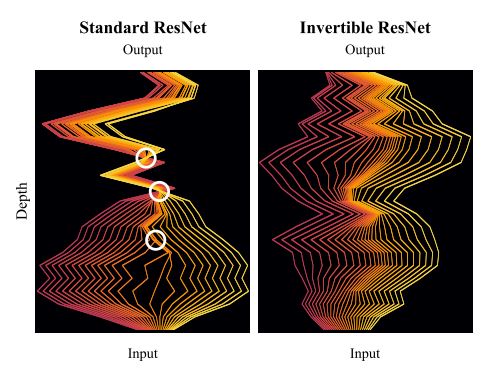 Standard ResNet
Output
Invertible ResNet
Output
Depth
Input
Input